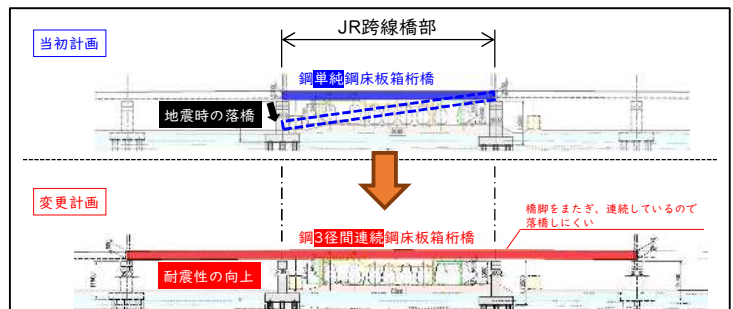 JR跨線橋部
当初計画
鋼単純鋼床板箱桁橋
地震時の落橋
変更計画
橋脚をまたぎ、連続しているので
落橋しにくい
鋼3径間連続鋼床板箱桁橋
耐震性の向上